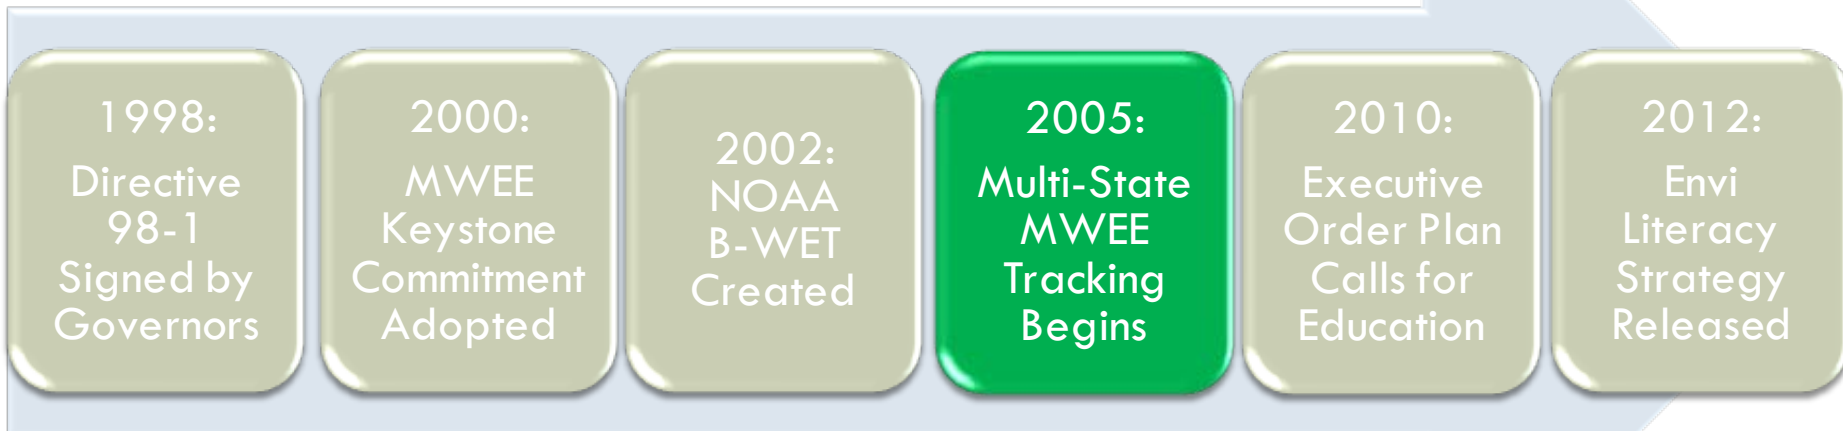 1998:
Directive
98-1
Signed by
Governors
2000:
MWEE
Keystone
Commitment
Adopted
2002:
NOAA
B-WET
Created
2005:
Multi-State
MWEE
Tracking
Begins
2010:
Executive
Order Plan
Calls for
Education
2012:
Envi
Literacy
Strategy
Released